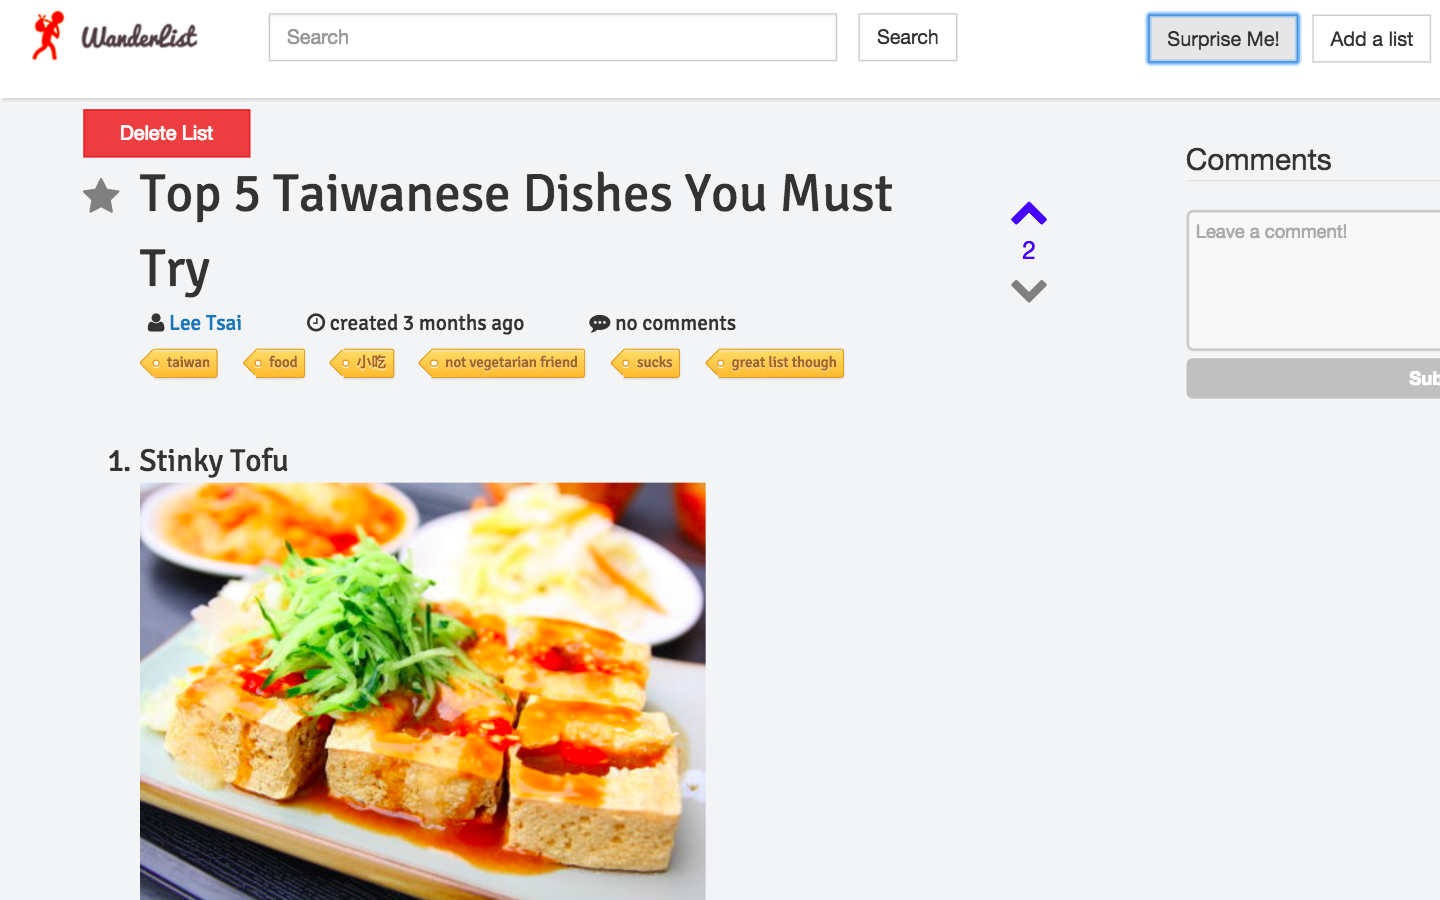 WanderList
Search
Search
Surprise Me!
Add a list
Delete List
Top 5 Taiwanese Dishes You Must
Try
2
Lee Tsai
created 3 months ago
no comments
taiwan
food
小吃
not vegetarian friend
sucks
great list though
Comments
Leave a comment!
Sub
1. Stinky Tofu